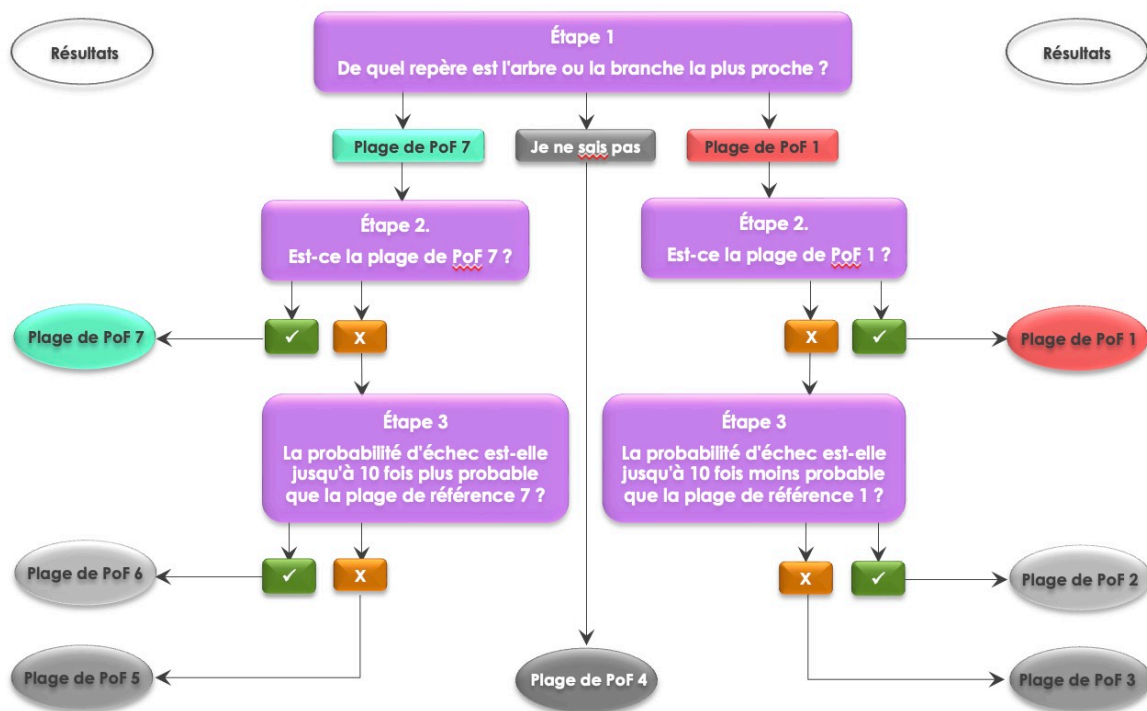 Résultats
Étape 1
De quel repère est l'arbre ou la branche la plus proche ?
Résultats
Plage de PoF 7
Je ne sais pas
Plage de PoF 1
Étape 2.
Est-ce la plage de PoF 7 ?
Étape 2.
Est-ce la plage de PoF 1 ?
Plage de PoF 7
✓
X
X
✓
Plage de PoF 1
Étape 3
La probabilité d'échec est-elle
jusqu'à 10 fois plus probable
que la plage de référence 7 ?
Étape 3
La probabilité d'échec est-elle
jusqu'à 10 fois moins probable
que la plage de référence 1 ?
Plage de PoF 6
✓
X
X
✓
Plage de PoF 2
Plage de PoF 5
Plage de PoF 4
Plage de PoF 3